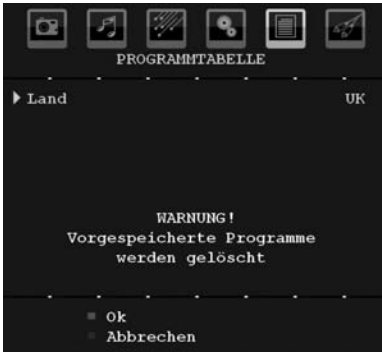 PROGRAMMTABELLE
Land UK
WARNUNG!
Vorgespeicherte Programme
werden gelöscht
Ok
Abbrechen